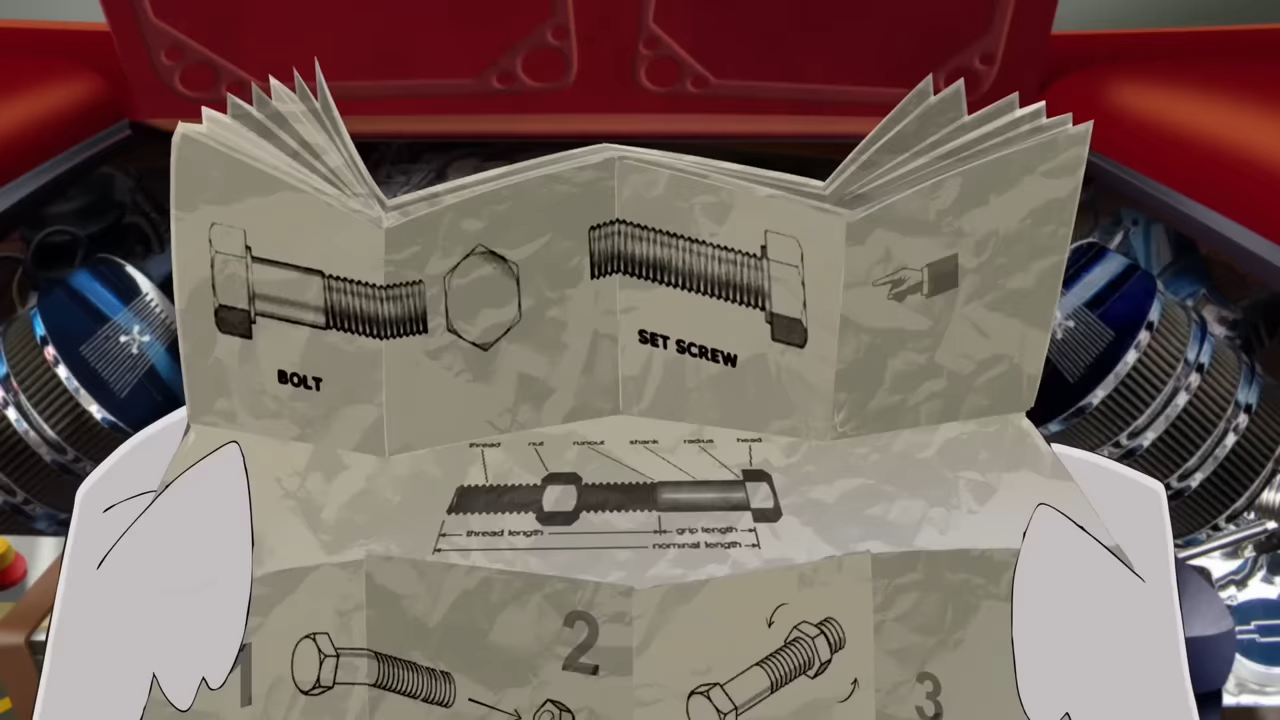 BOLT
SET SCREW
thread nut runout shank radius head
thread length grip length
nominal length
1 2 3